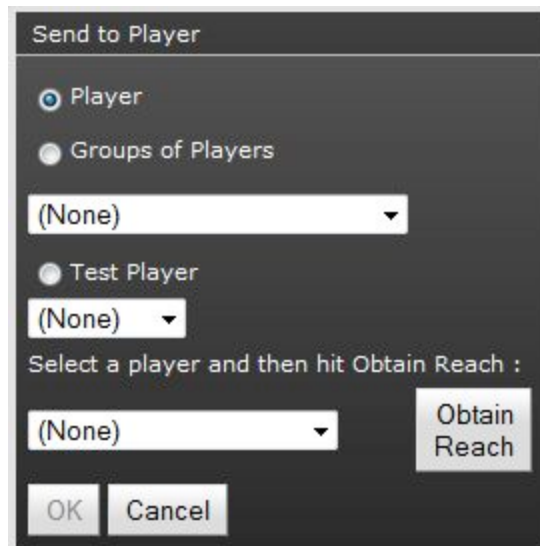 Send to Player
Player
Groups of Players
(None)
Test Player
(None)
Select a player and then hit Obtain Reach :
(None)
Obtain
Reach
OK
Cancel